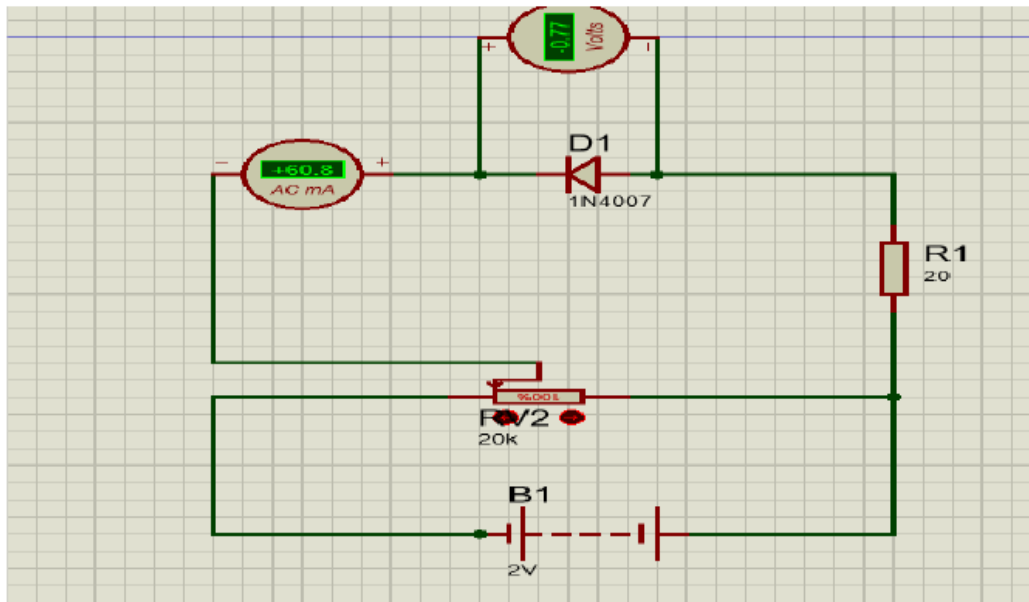 -0.77
Volts
+
-
D1
-
+60.8
+
AC mA
1N4007
R1
20
100%
RV2
20k
B1
2V